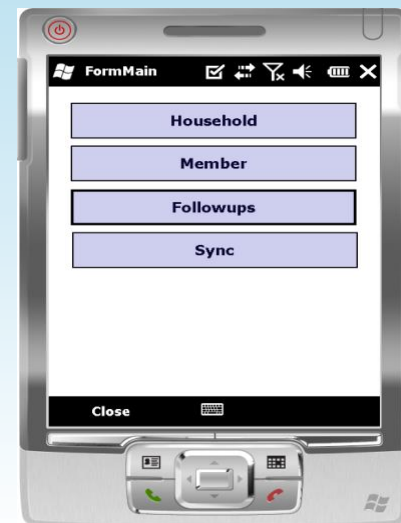 FormMain
Household
Member
Followups
Sync
Close